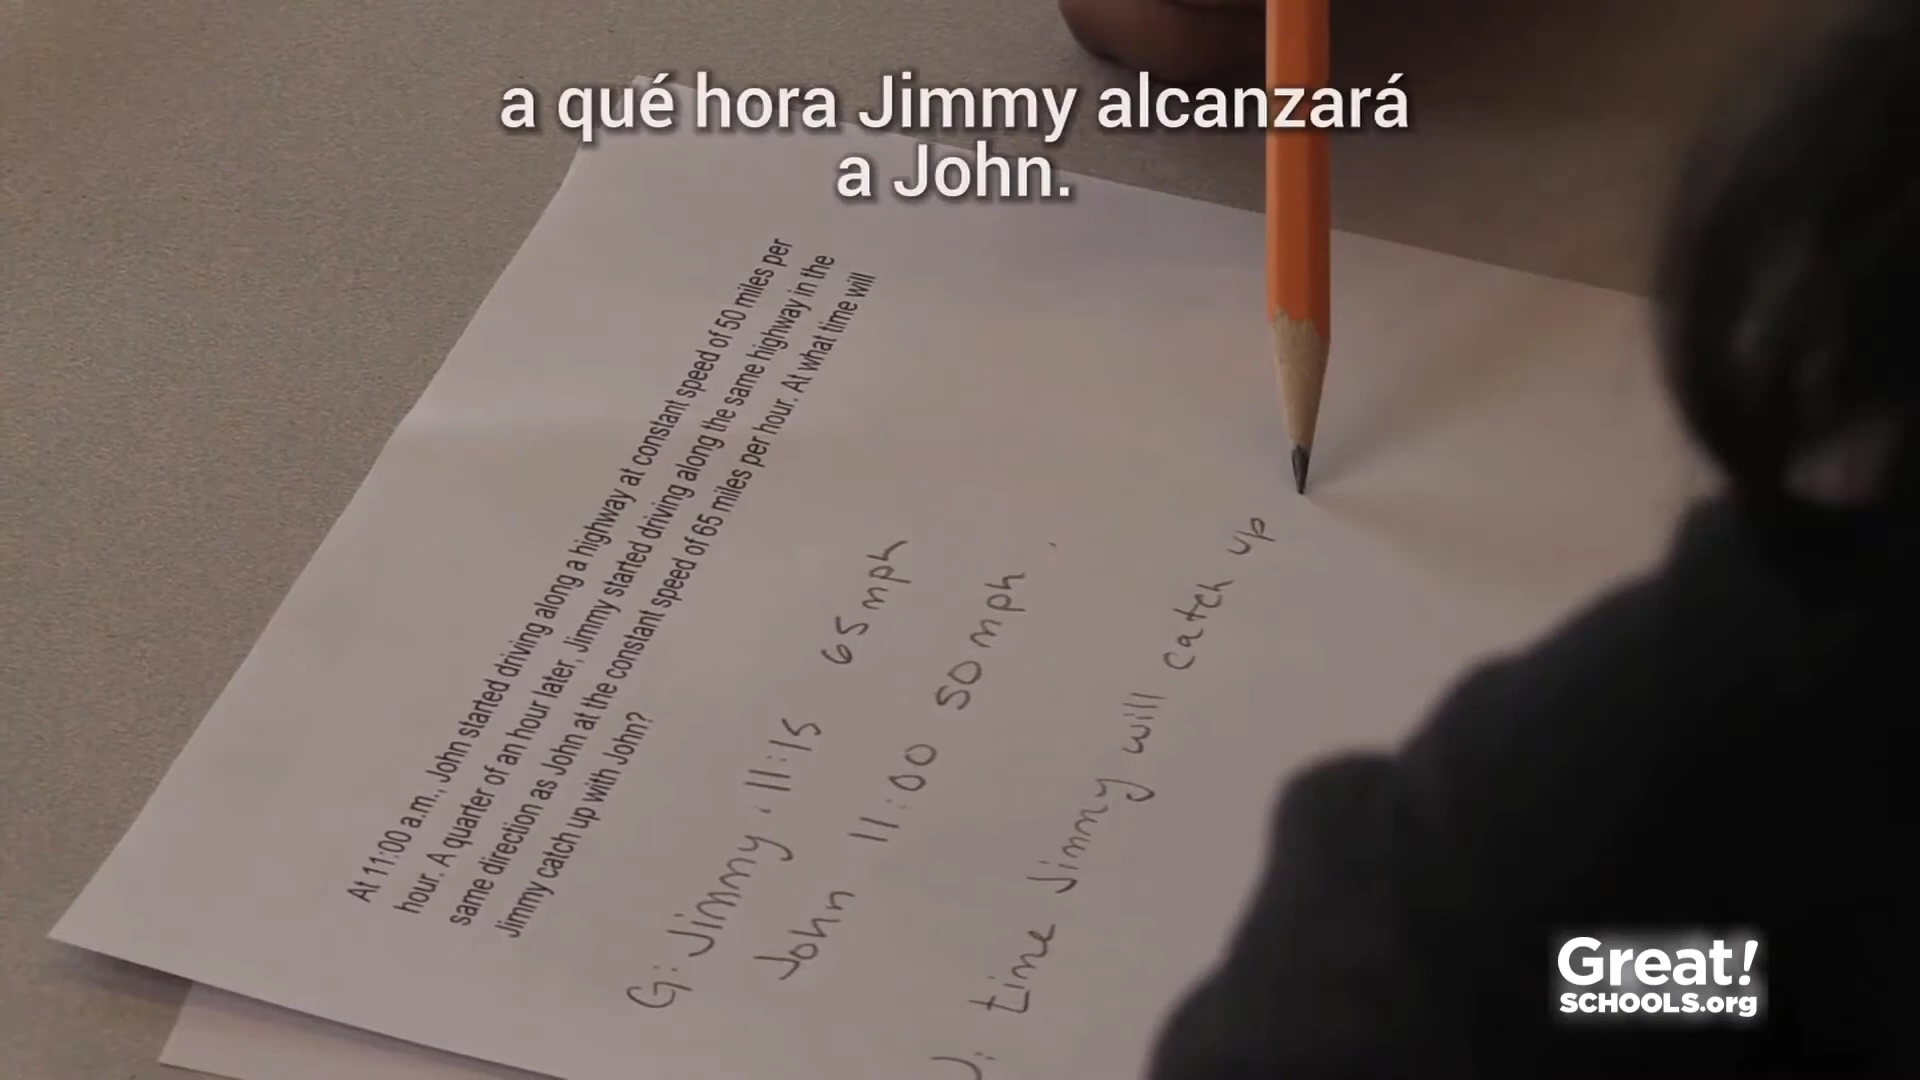 a qué hora Jimmy alcanzará
a John.
At 11:00 a.m., John started driving along a highway at constant speed of 50 miles per
hour. A quarter of an hour later, Jimmy started driving along the same highway in the
same direction as John at the constant speed of 65 miles per hour. At what time will
Jimmy catch up with John?
G: Jimmy . 11:15 65 mph
John 11:00 50 mph .
U: time Jimmy will catch up
Great!
SCHOOLS.org